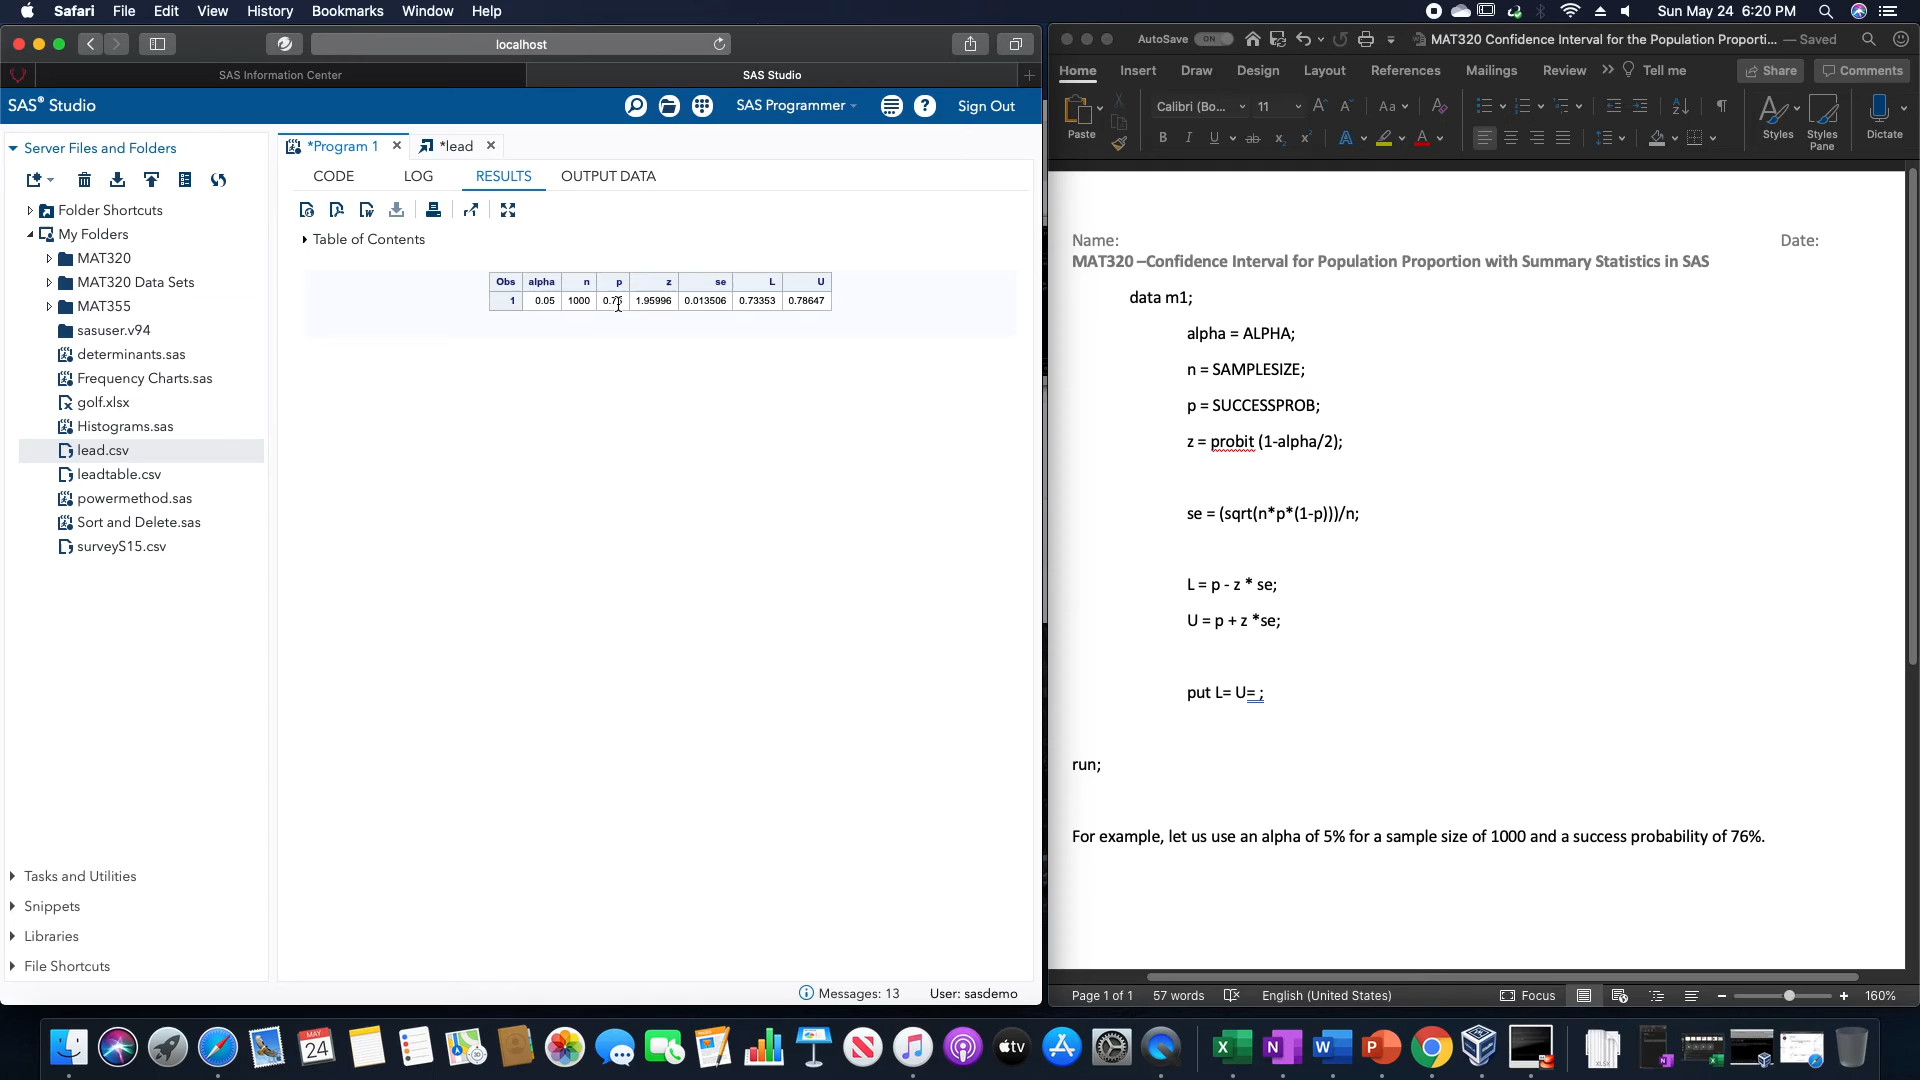 Safari File Edit View History Bookmarks Window Help Sun May 24 6:20 PM
localhost
SAS Information Center SAS Studio
SAS® Studio SAS Programmer Sign Out
Server Files and Folders
Folder Shortcuts
My Folders
MAT320
MAT320 Data Sets
MAT355
sasuser.v94
determinants.sas
Frequency Charts.sas
golf.xlsx
Histograms.sas
lead.csv
leadtable.csv
powermethod.sas
Sort and Delete.sas
surveyS15.csv
Tasks and Utilities
Snippets
Libraries
File Shortcuts
*Program 1 *lead
CODE LOG RESULTS OUTPUT DATA
Table of Contents
Obs alpha n p z se L U
1 0.05 1000 1.95996 0.013506 0.73353 0.78647
Messages: 13 User: sasdemo
AutoSave ON MAT320 Confidence Interval for the Population Proporti... — Saved
Home Insert Draw Design Layout References Mailings Review Tell me Share Comments
Paste Calibri (Bo... 11 Styles Styles Pane Dictate
Name: Date:
MAT320 –Confidence Interval for Population Proportion with Summary Statistics in SAS
data m1;
alpha = ALPHA;
n = SAMPLESIZE;
p = SUCCESSPROB;
z = probit (1-alpha/2);
se = (sqrt(n*p*(1-p)))/n;
L = p - z * se;
U = p + z *se;
put L= U= ;
run;
For example, let us use an alpha of 5% for a sample size of 1000 and a success probability of 76%.
Page 1 of 1 57 words English (United States) Focus 160%
MAY 24 tv